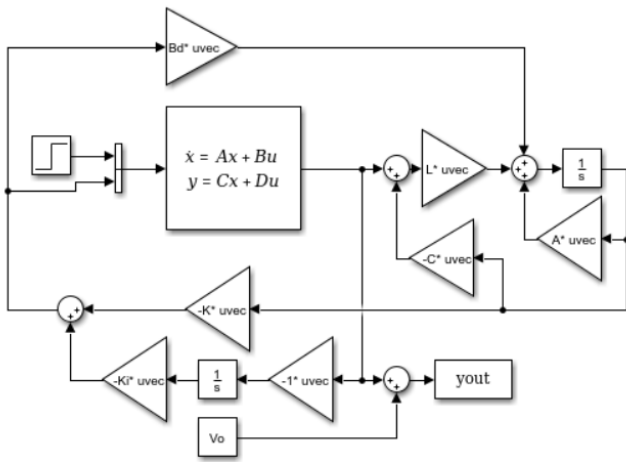 Bd* uvec
ẋ = Ax + Bu
y = Cx + Du
L* uvec
1
s
A* uvec
-C* uvec
-K* uvec
-Ki* uvec
1
s
-1* uvec
yout
Vo